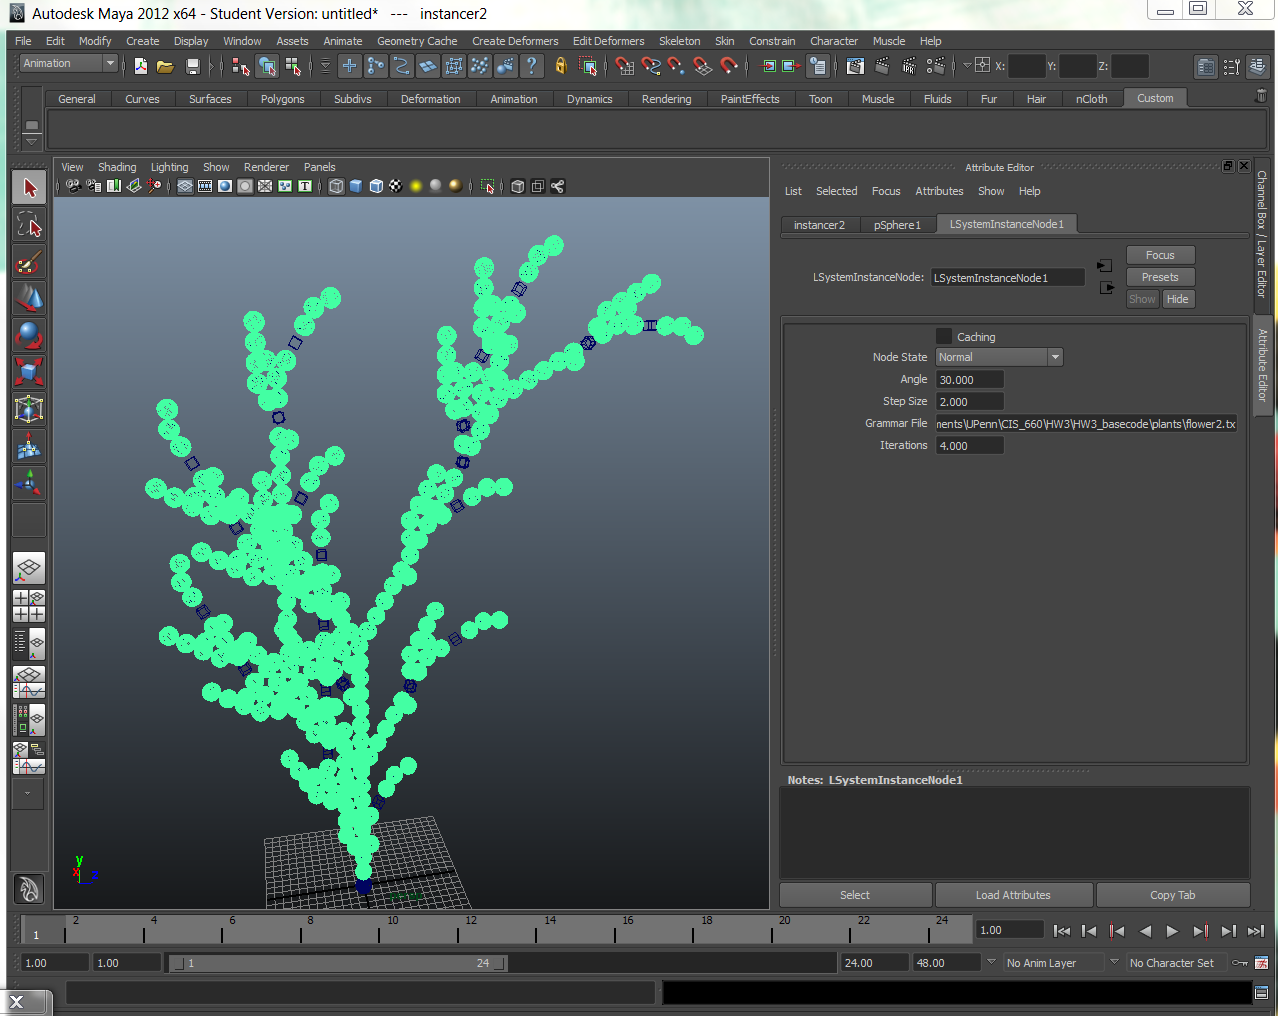 Autodesk Maya 2012 x64 - Student Version: untitled* --- instancer2
File Edit Modify Create Display Window Assets Animate Geometry Cache Create Deformers Edit Deformers Skeleton Skin Constrain Character Muscle Help
Animation X: Y: Z:
General Curves Surfaces Polygons Subdivs Deformation Animation Dynamics Rendering PaintEffects Toon Muscle Fluids Fur Hair nCloth Custom
View Shading Lighting Show Renderer Panels
Attribute Editor
List Selected Focus Attributes Show Help
instancer2 pSphere1 LSystemInstanceNode1
Focus
LSystemInstanceNode: LSystemInstanceNode1
Presets
Show Hide
Caching
Node State Normal
Angle 30.000
Step Size 2.000
Grammar File ments\UPenn\CIS_660\HW3\HW3_basecode\plants\flower2.tx
Iterations 4.000
Channel Box / Layer Editor
Attribute Editor
Notes: LSystemInstanceNode1
y
x z
Select Load Attributes Copy Tab
2 4 6 8 10 12 14 16 18 20 22 24
1 1.00
1.00 1.00 1 24 24.00 48.00 No Anim Layer No Character Set